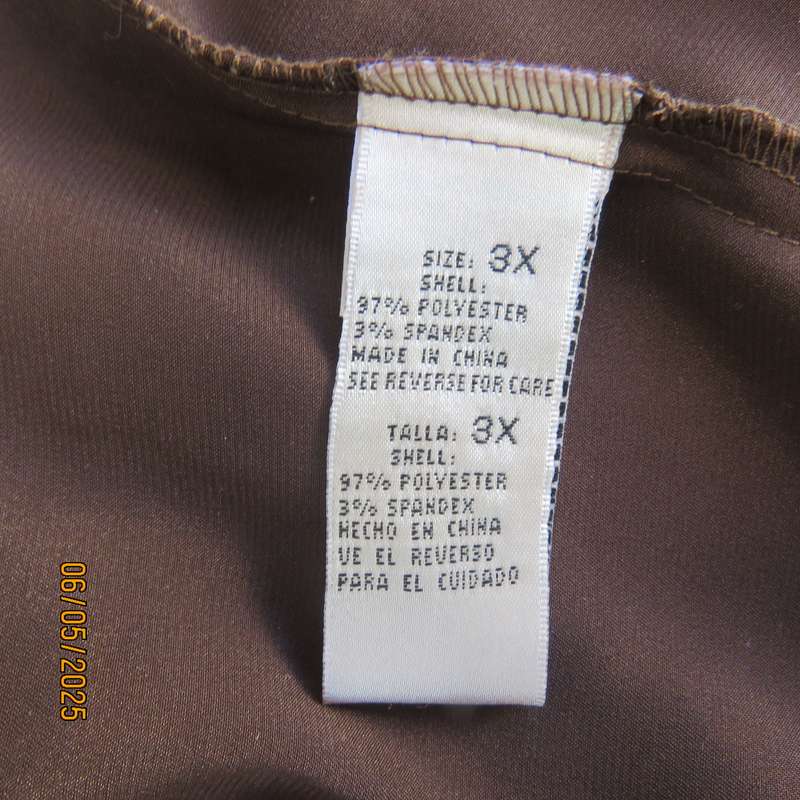 SIZE: 3X
SHELL:
97% POLYESTER
3% SPANDEX
MADE IN CHINA
SEE REVERSE FOR CARE
TALLA: 3X
SHELL:
97% POLYESTER
3% SPANDEX
HECHO EN CHINA
VE EL REVERSO
PARA EL CUIDADO
06/05/2025